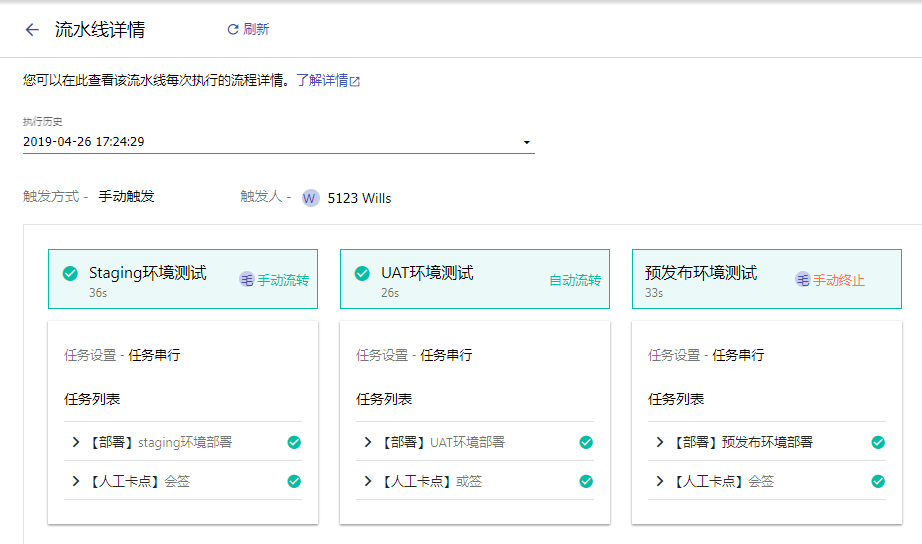 流水线详情
刷新
您可以在此查看该流水线每次执行的流程详情。了解详情
执行历史
2019-04-26 17:24:29
触发方式 - 手动触发
触发人 - W 5123 Wills
Staging环境测试
36s
毛 手动流转
UAT环境测试
26s
自动流转
预发布环境测试
33s
毛 手动终止
任务设置 - 任务串行
任务列表
【部署】staging环境部署
【人工卡点】会签
任务设置 - 任务串行
任务列表
【部署】UAT环境部署
【人工卡点】或签
任务设置 - 任务串行
任务列表
【部署】预发布环境部署
【人工卡点】会签